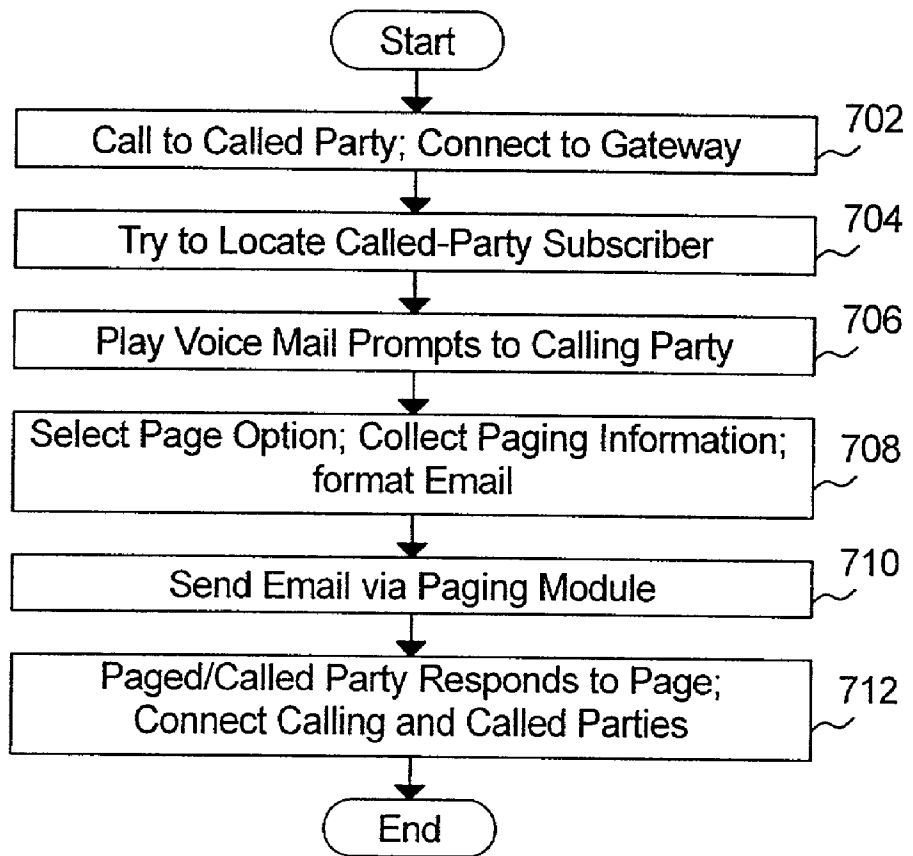 Start
Call to Called Party; Connect to Gateway
702
Try to Locate Called-Party Subscriber
704
Play Voice Mail Prompts to Calling Party
706
Select Page Option; Collect Paging Information;
format Email
708
Send Email via Paging Module
710
Paged/Called Party Responds to Page;
Connect Calling and Called Parties
712
End